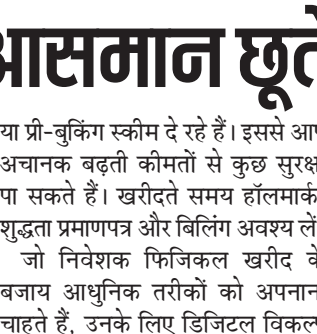 आसमान छूते
या प्री-बुकिंग स्कीम दे रहे हैं। इससे आप
अचानक बढ़ती कीमतों से कुछ सुरक्ष
पा सकते हैं। खरीदते समय हॉलमार्क
शुद्धता प्रमाणपत्र और बिलिंग अवश्य लें
जो निवेशक फिजिकल खरीद के
बजाय आधुनिक तरीकों को अपनान
चाहते हैं, उनके लिए डिजिटल विकल